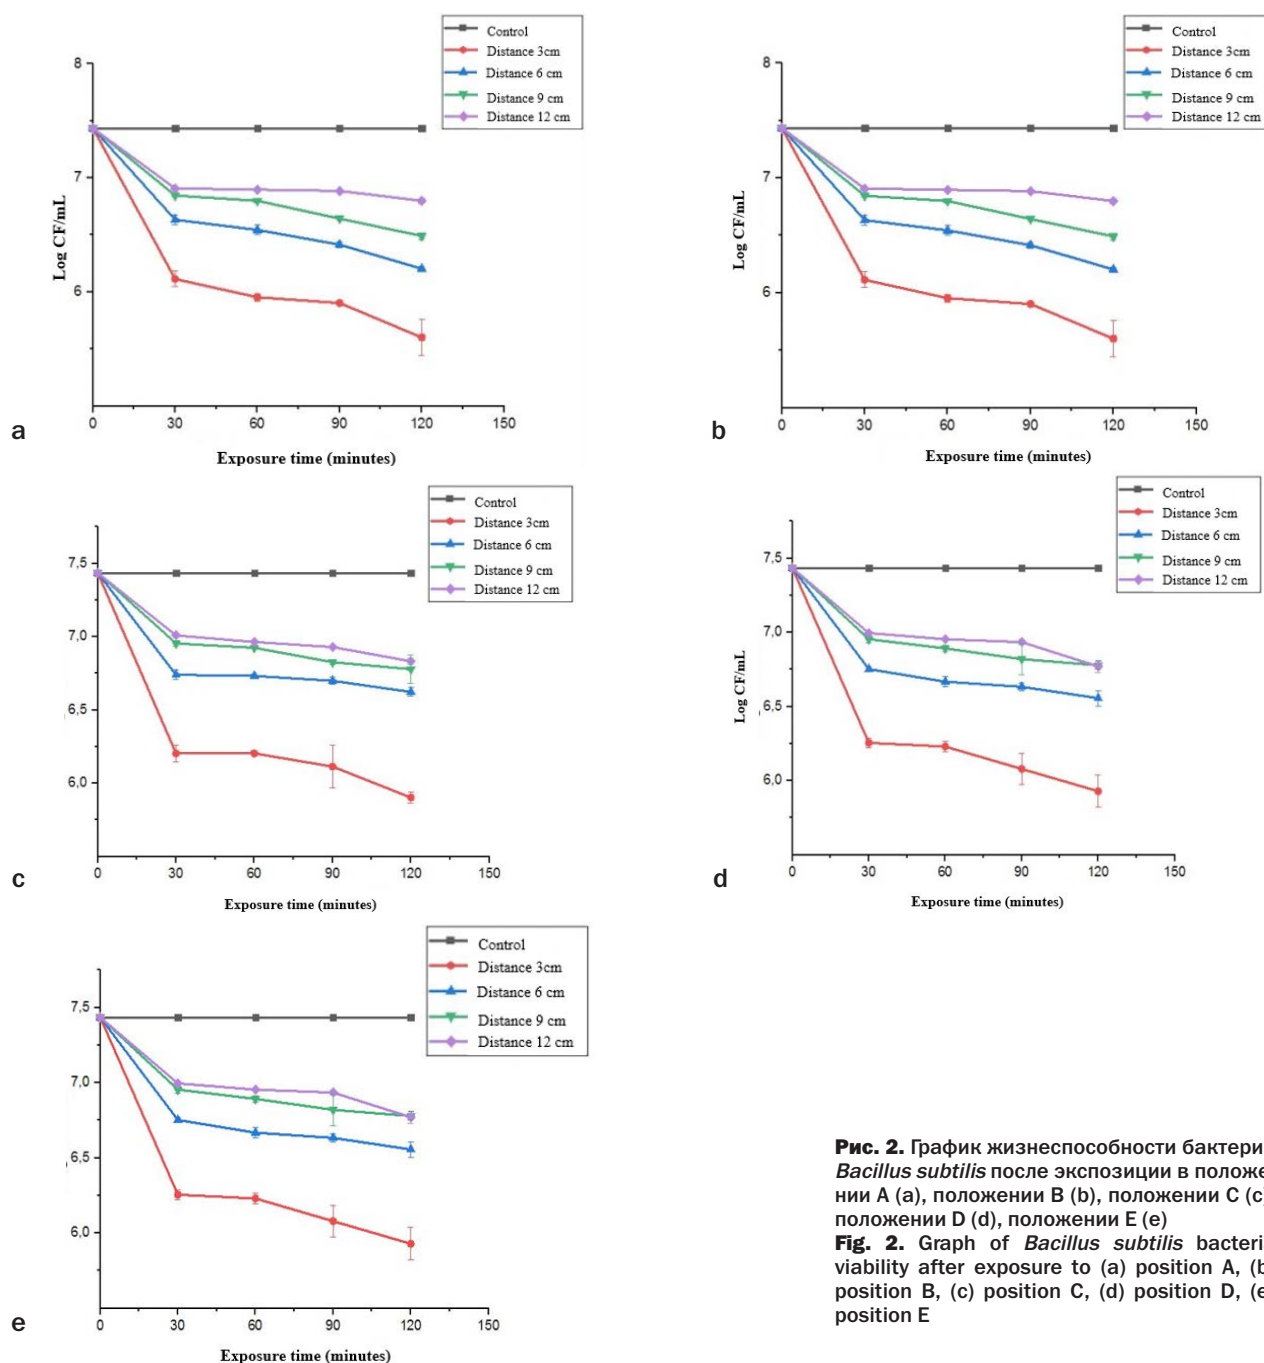 Control
Distance 3cm
Distance 6 cm
Distance 9 cm
Distance 12 cm
8
7
6
Log CF/mL
0 30 60 90 120 150
Exposure time (minutes)
a
Control
Distance 3cm
Distance 6 cm
Distance 9 cm
Distance 12 cm
8
7
6
Log CF/mL
0 30 60 90 120 150
Exposure time (minutes)
b
Control
Distance 3cm
Distance 6 cm
Distance 9 cm
Distance 12 cm
7.5
7.0
6.5
6.0
0 30 60 90 120 150
Exposure time (minutes)
c
Control
Distance 3cm
Distance 6 cm
Distance 9 cm
Distance 12 cm
7.5
7.0
6.5
6.0
Log CF/mL
0 30 60 90 120 150
Exposure time (minutes)
d
Control
Distance 3cm
Distance 6 cm
Distance 9 cm
Distance 12 cm
7.5
7.0
6.5
6.0
0 30 60 90 120 150
Exposure time (minutes)
e
Рис. 2. График жизнеспособности бактери
Bacillus subtilis после экспозиции в положе
нии A (a), положении B (b), положении C (c)
положении D (d), положении E (e)
Fig. 2. Graph of Bacillus subtilis bacteri
viability after exposure to (a) position A, (b
position B, (c) position C, (d) position D, (e
position E